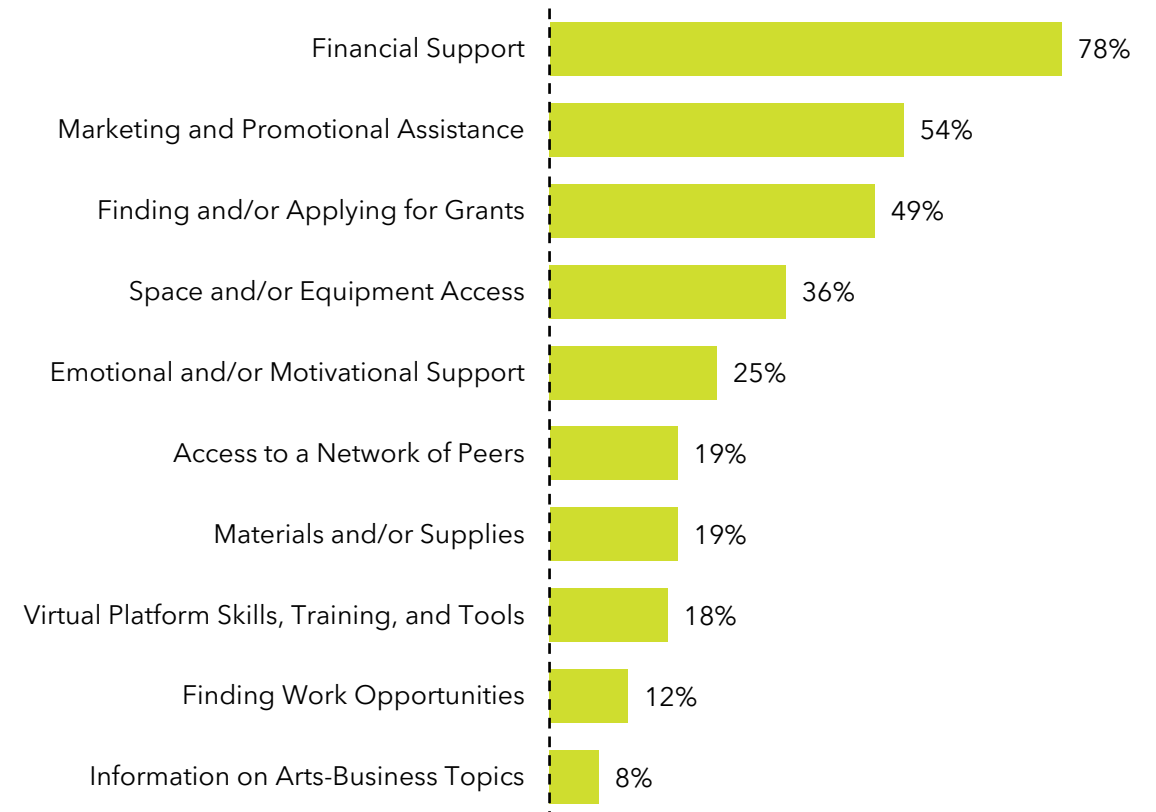 Financial Support 78%
Marketing and Promotional Assistance 54%
Finding and/or Applying for Grants 49%
Space and/or Equipment Access 36%
Emotional and/or Motivational Support 25%
Access to a Network of Peers 19%
Materials and/or Supplies 19%
Virtual Platform Skills, Training, and Tools 18%
Finding Work Opportunities 12%
Information on Arts-Business Topics 8%